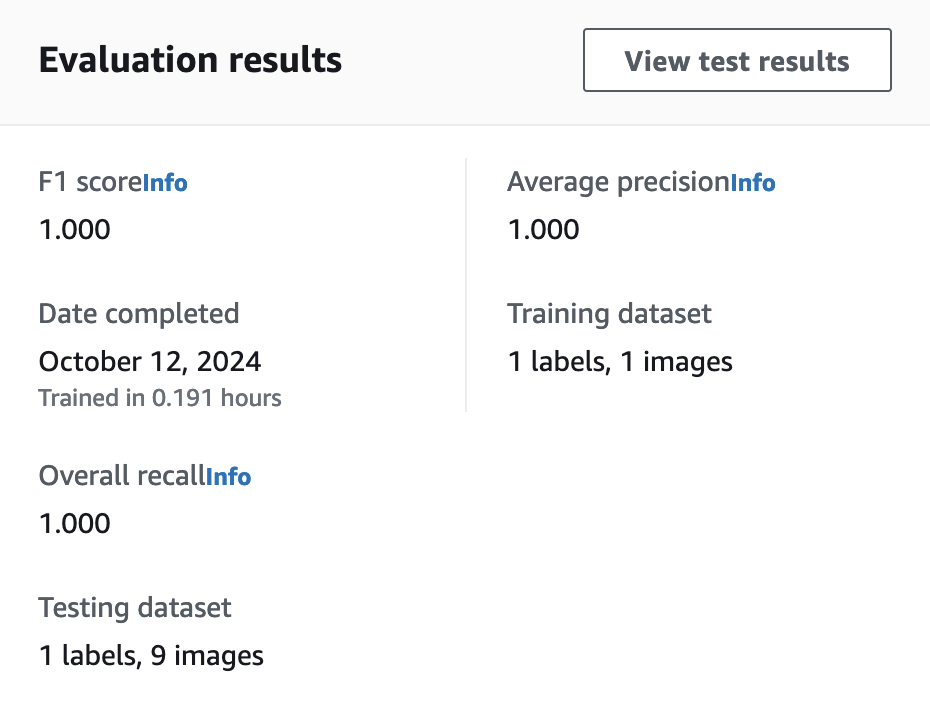 Evaluation results
View test results
F1 scoreInfo
1.000
Date completed
October 12, 2024
Trained in 0.191 hours
Overall recallInfo
1.000
Testing dataset
1 labels, 9 images
Average precisionInfo
1.000
Training dataset
1 labels, 1 images